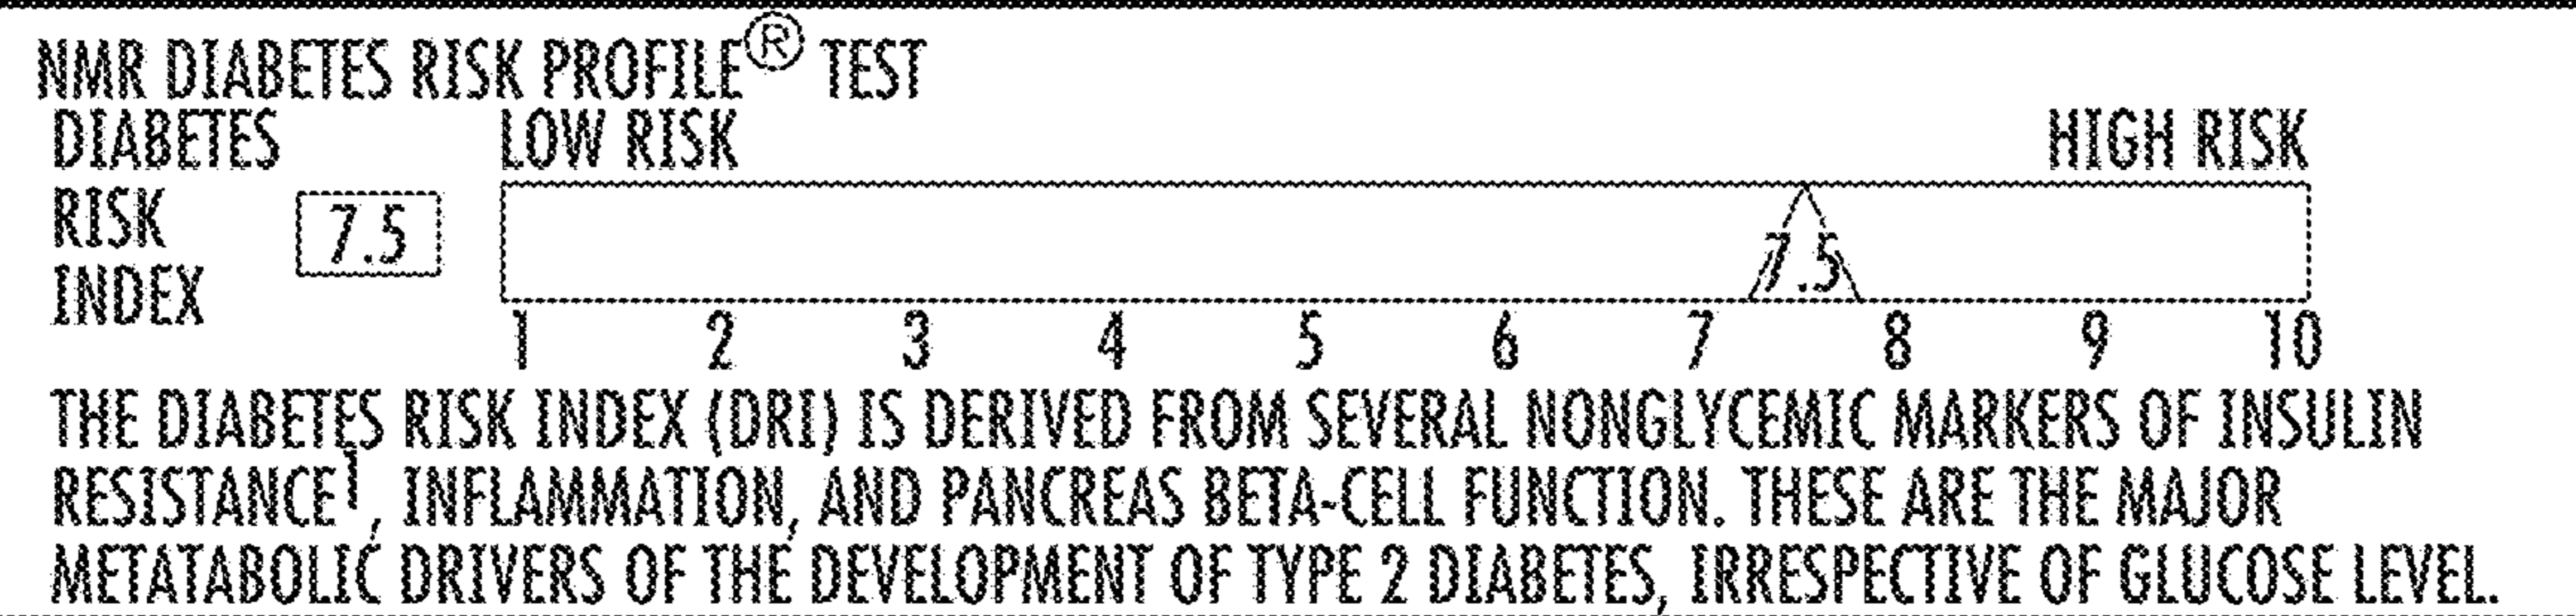 NMR DIABETES RISK PROFILE® TEST
DIABETES LOW RISK HIGH RISK
RISK 7.5
INDEX 7.5
1 2 3 4 5 6 7 8 9 10
THE DIABETES RISK INDEX (DRI) IS DERIVED FROM SEVERAL NONGLYCEMIC MARKERS OF INSULIN
RESISTANCE¹, INFLAMMATION, AND PANCREAS BETA-CELL FUNCTION. THESE ARE THE MAJOR
METATABOLIC DRIVERS OF THE DEVELOPMENT OF TYPE 2 DIABETES, IRRESPECTIVE OF GLUCOSE LEVEL.